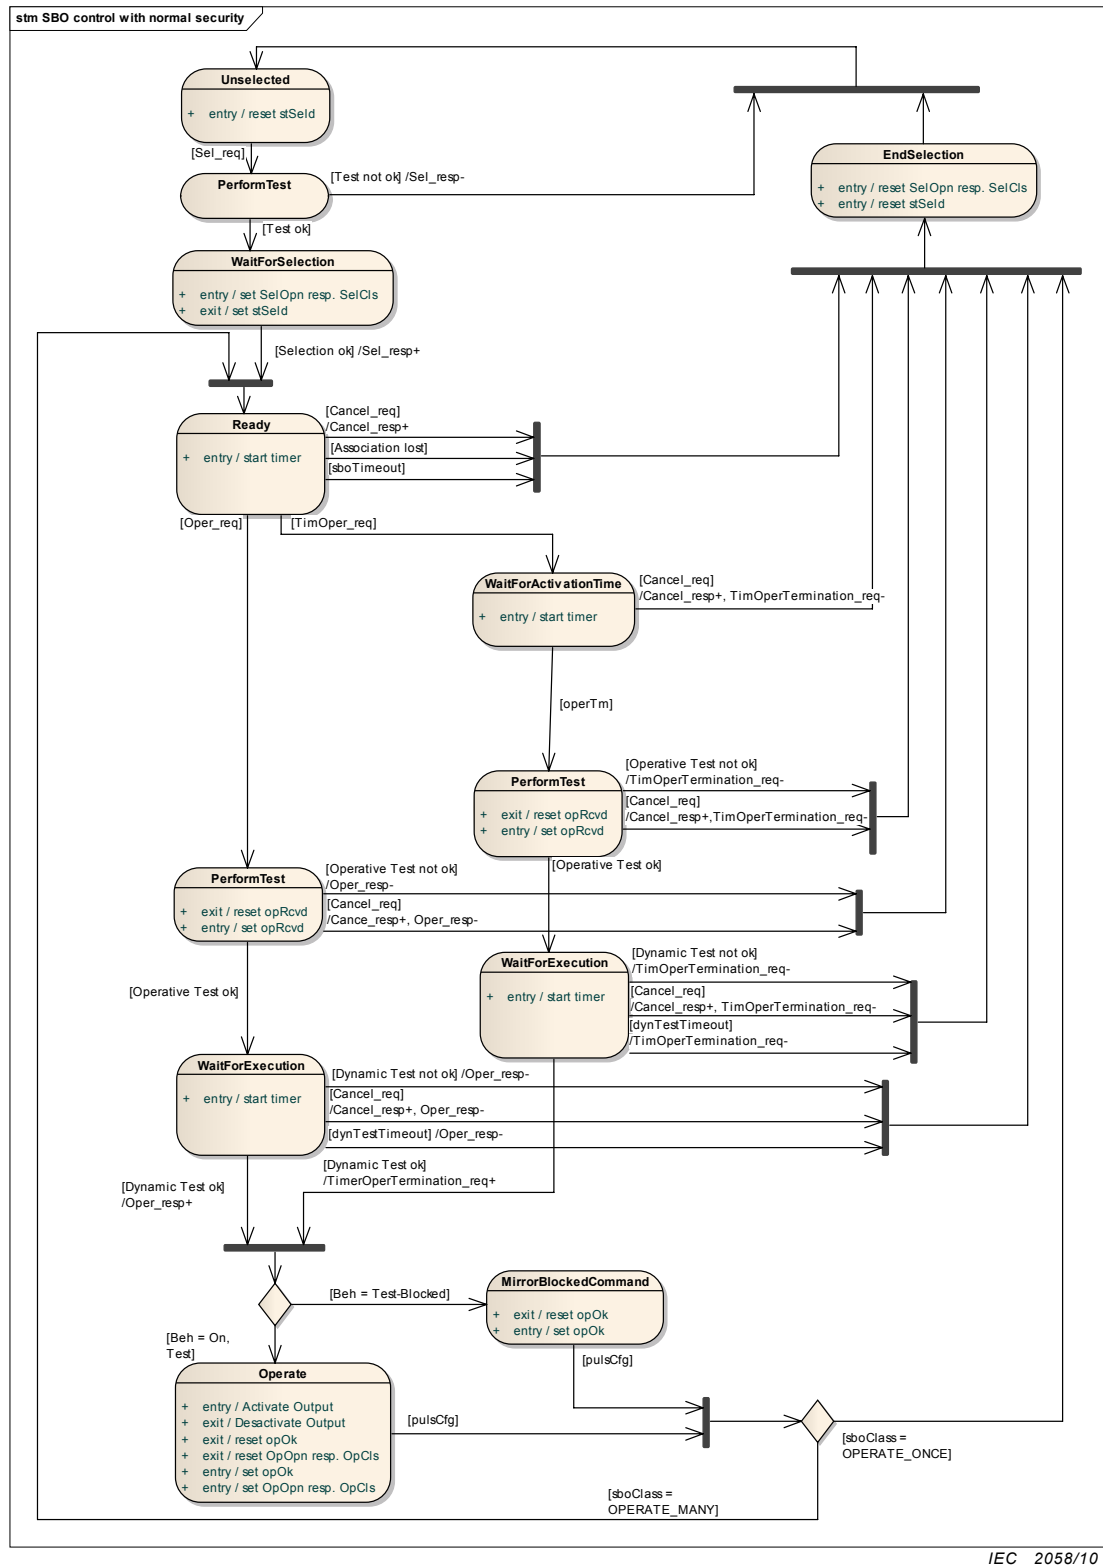 stm SBO control with normal security
Unselected
+ entry / reset stSeld
[Sel_req]
PerformTest
[Test not ok] /Sel_resp-
EndSelection
+ entry / reset SelOpn resp. SelCls
+ entry / reset stSeld
[Test ok]
WaitForSelection
+ entry / set SelOpn resp. SelCls
+ exit / set stSeld
[Selection ok] /Sel_resp+
Ready
+ entry / start timer
[Cancel_req]
/Cancel_resp+
[Association lost]
[sboTimeout]
[Oper_req]
[TimOper_req]
WaitForActivationTime
+ entry / start timer
[Cancel_req]
/Cancel_resp+, TimOperTermination_req-
[operTm]
PerformTest
+ exit / reset opRcvd
+ entry / set opRcvd
[Operative Test not ok]
/TimOperTermination_req-
[Cancel_req]
/Cancel_resp+,TimOperTermination_req-
[Operative Test ok]
PerformTest
+ exit / reset opRcvd
+ entry / set opRcvd
[Operative Test not ok]
/Oper_resp-
[Cancel_req]
/Cance_resp+, Oper_resp-
WaitForExecution
+ entry / start timer
[Dynamic Test not ok]
/TimOperTermination_req-
[Cancel_req]
/Cancel_resp+, TimOperTermination_req-
[dynTestTimeout]
/TimOperTermination_req-
[Operative Test ok]
WaitForExecution
+ entry / start timer
[Dynamic Test not ok] /Oper_resp-
[Cancel_req]
/Cancel_resp+, Oper_resp-
[dynTestTimeout] /Oper_resp-
[Dynamic Test ok]
/TimerOperTermination_req+
[Dynamic Test ok]
/Oper_resp+
[Beh = Test-Blocked]
MirrorBlockedCommand
+ exit / reset opOk
+ entry / set opOk
[Beh = On,
Test]
[pulsCfg]
Operate
+ entry / Activate Output
+ exit / Desactivate Output
+ exit / reset opOk
+ exit / reset OpOpn resp. OpCls
+ entry / set opOk
+ entry / set OpOpn resp. OpCls
[pulsCfg]
[sboClass =
OPERATE_ONCE]
[sboClass =
OPERATE_MANY]
IEC 2058/10